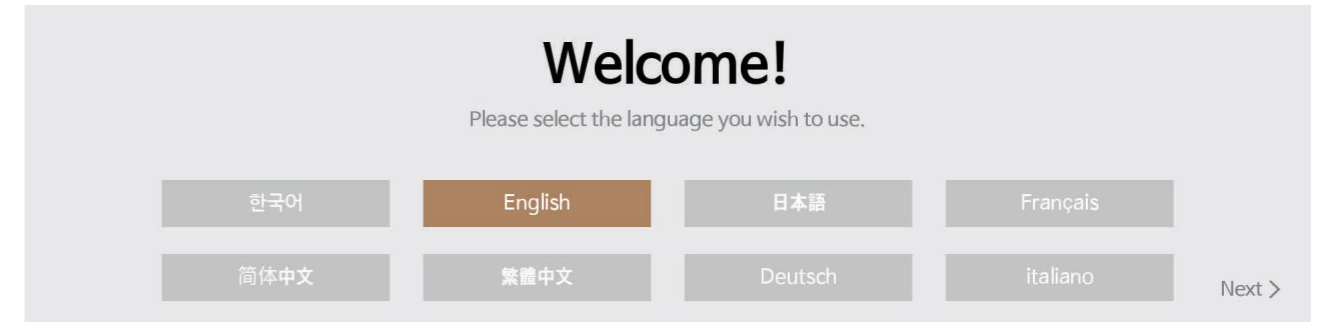 Welcome!
Please select the language you wish to use.
한국어 English 日本語 Français
简体中文 繁體中文 Deutsch italiano
Next >